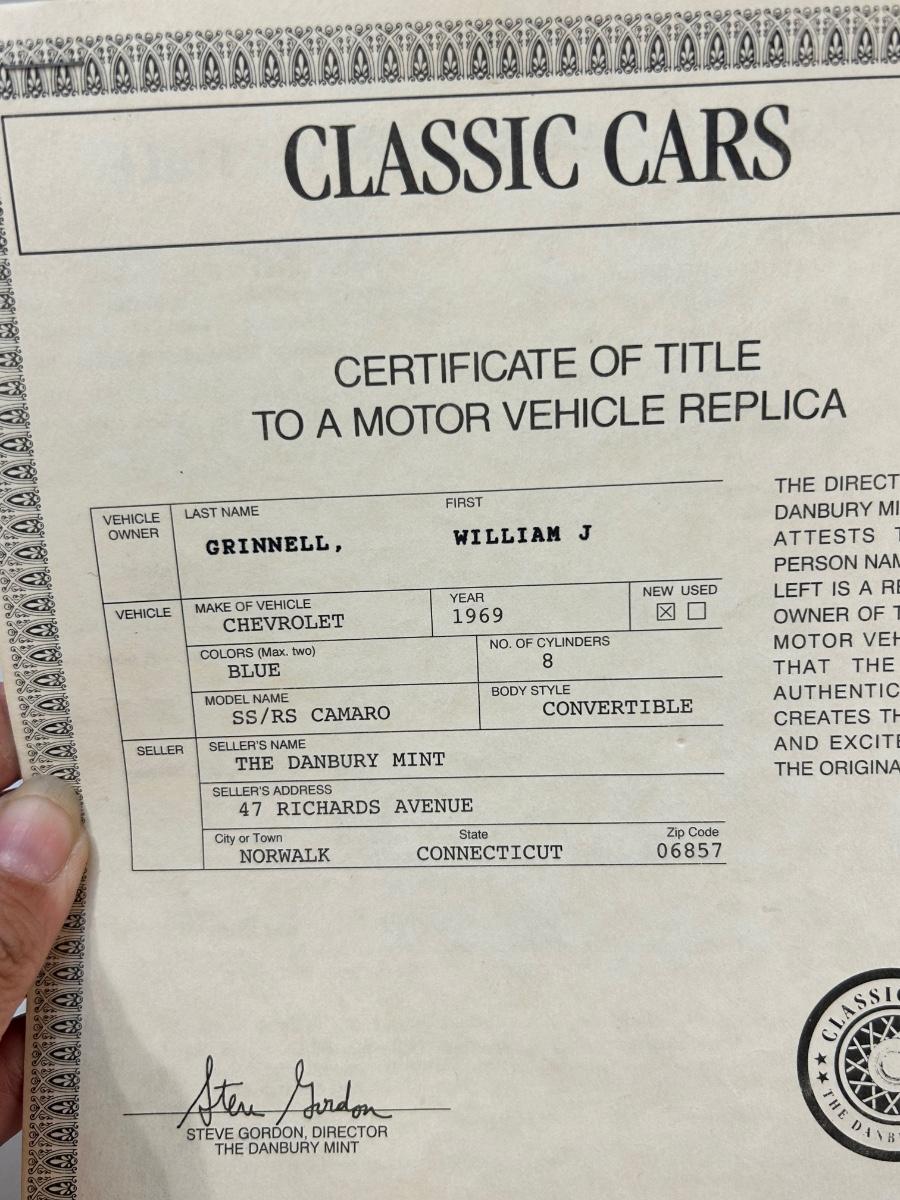 CLASSIC CARS
CERTIFICATE OF TITLE
TO A MOTOR VEHICLE REPLICA
VEHICLE OWNER
LAST NAME FIRST
GRINNELL, WILLIAM J
VEHICLE
MAKE OF VEHICLE YEAR NEW USED
CHEVROLET 1969 ☒ ☐
COLORS (Max. two) NO. OF CYLINDERS
BLUE 8
MODEL NAME BODY STYLE
SS/RS CAMARO CONVERTIBLE
SELLER
SELLER'S NAME
THE DANBURY MINT
SELLER'S ADDRESS
47 RICHARDS AVENUE
City or Town State Zip Code
NORWALK CONNECTICUT 06857
THE DIRECT
DANBURY MI
ATTESTS T
PERSON NAM
LEFT IS A RE
OWNER OF T
MOTOR VEH
THAT THE
AUTHENTIC
CREATES TH
AND EXCITE
THE ORIGINA
Steve Gordon
STEVE GORDON, DIRECTOR
THE DANBURY MINT
CLASSIC
THE DANB